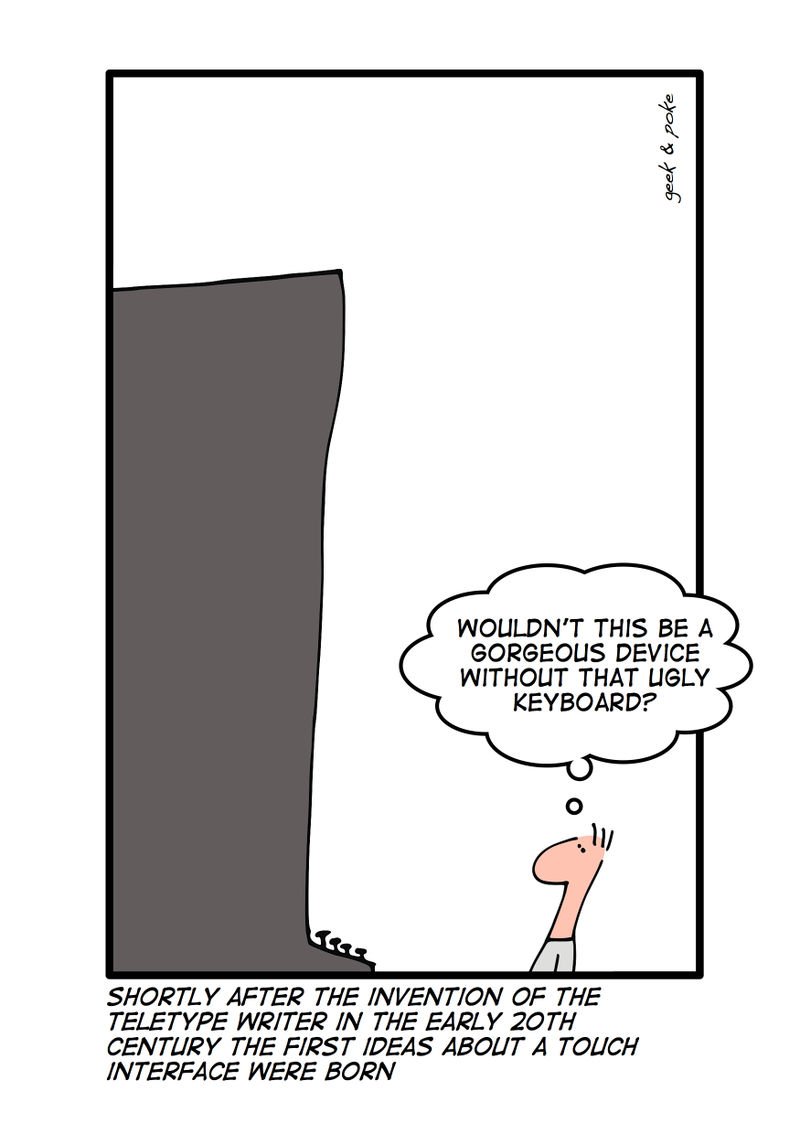 geek & poke
WOULDN'T THIS BE A
GORGEOUS DEVICE
WITHOUT THAT UGLY
KEYBOARD?
SHORTLY AFTER THE INVENTION OF THE
TELETYPE WRITER IN THE EARLY 20TH
CENTURY THE FIRST IDEAS ABOUT A TOUCH
INTERFACE WERE BORN